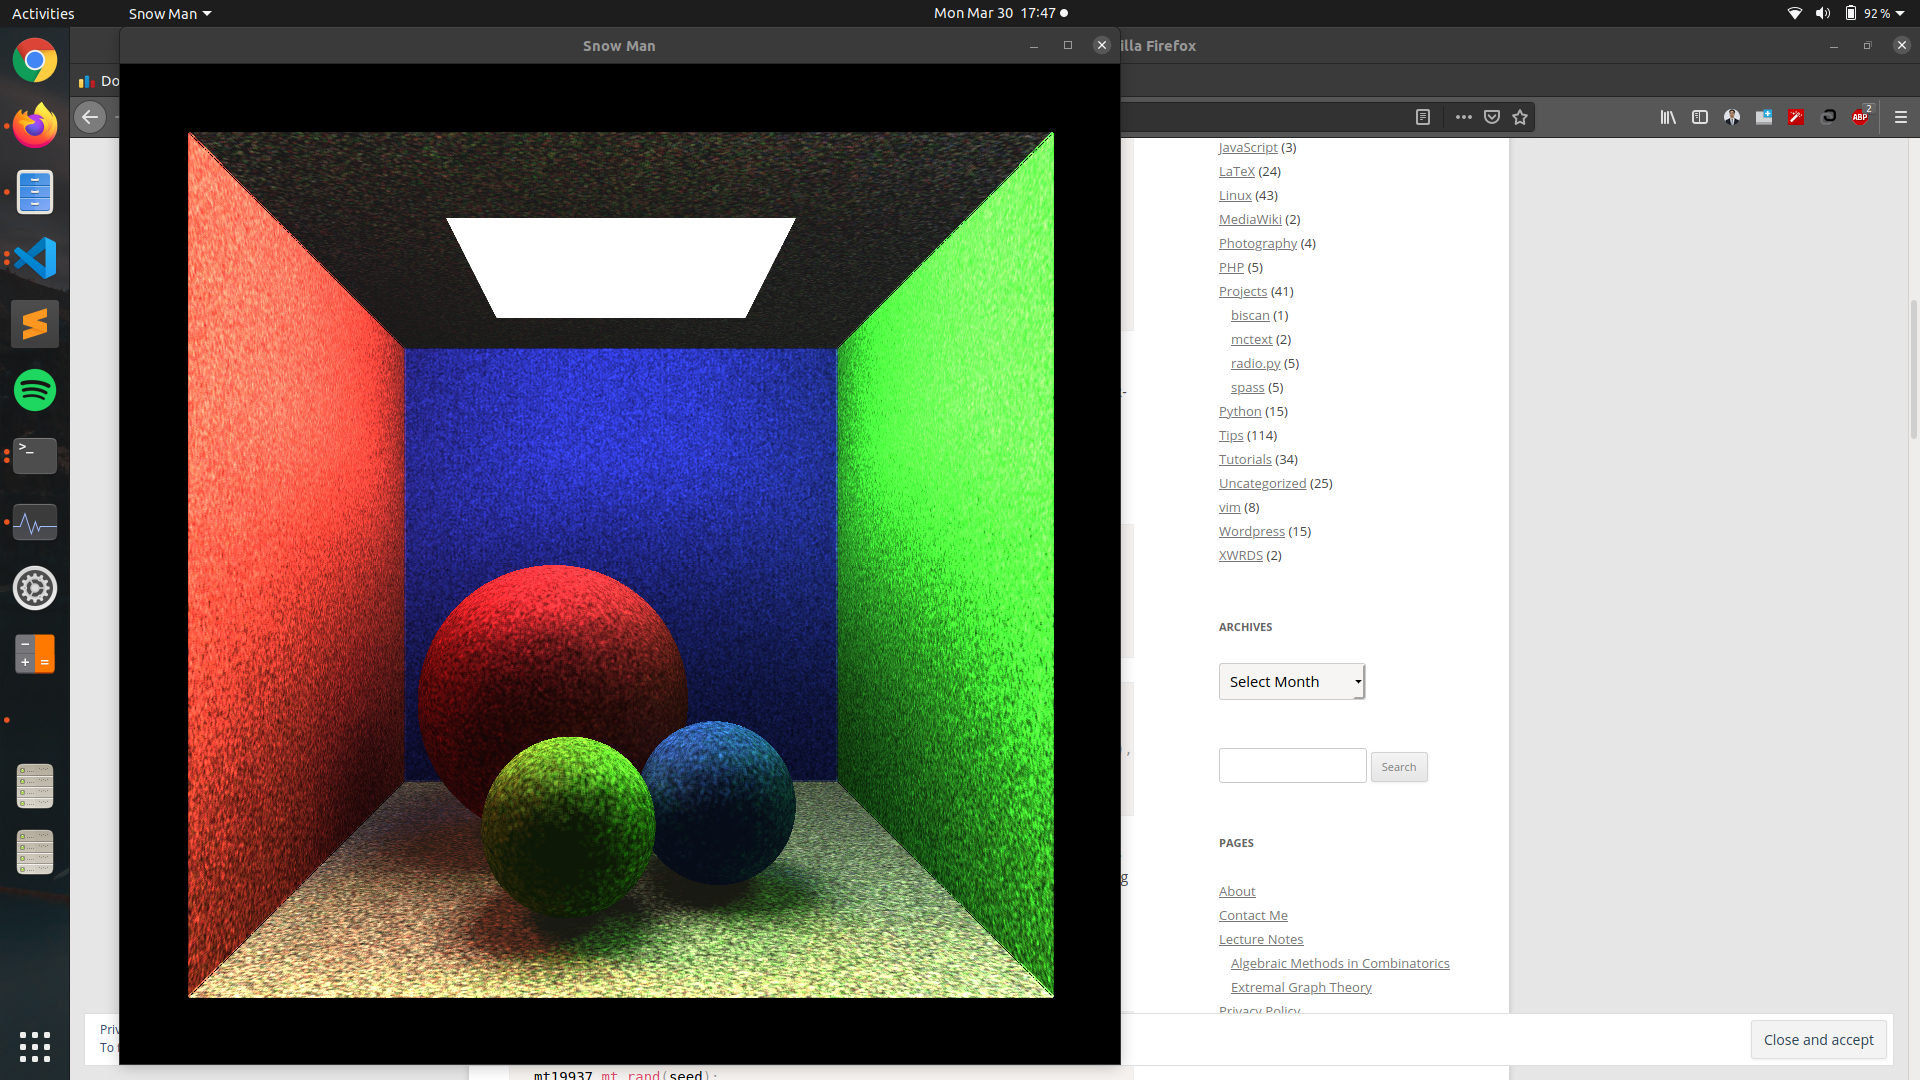 Activities
Snow Man
Mon Mar 30 17:47
92 %
Snow Man
illa Firefox
Do
2
ABP
JavaScript (3)
LaTeX (24)
Linux (43)
MediaWiki (2)
Photography (4)
PHP (5)
Projects (41)
biscan (1)
mctext (2)
radio.py (5)
spass (5)
Python (15)
Tips (114)
Tutorials (34)
Uncategorized (25)
vim (8)
Wordpress (15)
XWRDS (2)
ARCHIVES
Select Month
Search
PAGES
About
Contact Me
Lecture Notes
Algebraic Methods in Combinatorics
Extremal Graph Theory
Privacy Policy
Priv
To
Close and accept
mt19937 mt_rand(seed);